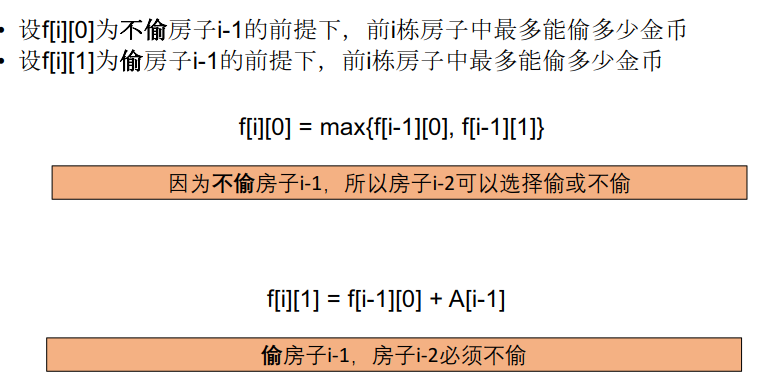 • 设f[i][0]为不偷房子i-1的前提下，前i栋房子中最多能偷多少金币
• 设f[i][1]为偷房子i-1的前提下，前i栋房子中最多能偷多少金币
f[i][0] = max{f[i-1][0], f[i-1][1]}
因为不偷房子i-1，所以房子i-2可以选择偷或不偷
f[i][1] = f[i-1][0] + A[i-1]
偷房子i-1，房子i-2必须不偷